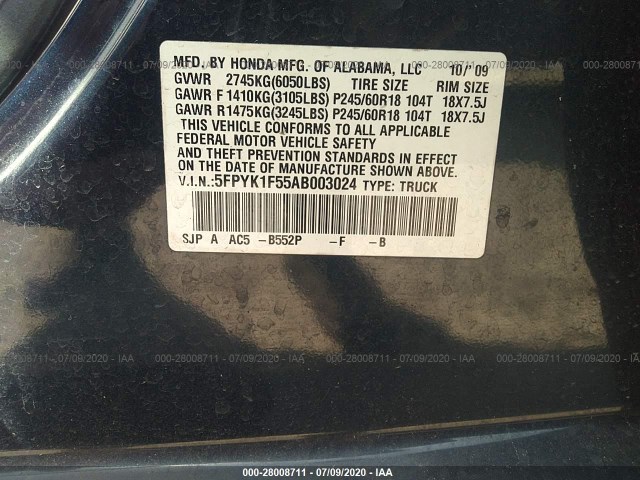 MFD. BY HONDA MFG. OF ALABAMA, LLC 10/'09
GVWR 2745KG(6050LBS) TIRE SIZE RIM SIZE
GAWR F 1410KG(3105LBS) P245/60R18 104T 18X7.5J
GAWR R1475KG(3245LBS) P245/60R18 104T 18X7.5J
THIS VEHICLE CONFORMS TO ALL APPLICABLE
FEDERAL MOTOR VEHICLE SAFETY
AND THEFT PREVENTION STANDARDS IN EFFECT
ON THE DATE OF MANUFACTURE SHOWN ABOVE.
V.I.N.:5FPYK1F55AB003024 TYPE: TRUCK
SJP A AC5 -B552P -F -B
000-28008711 - 07/09/2020 - IAA